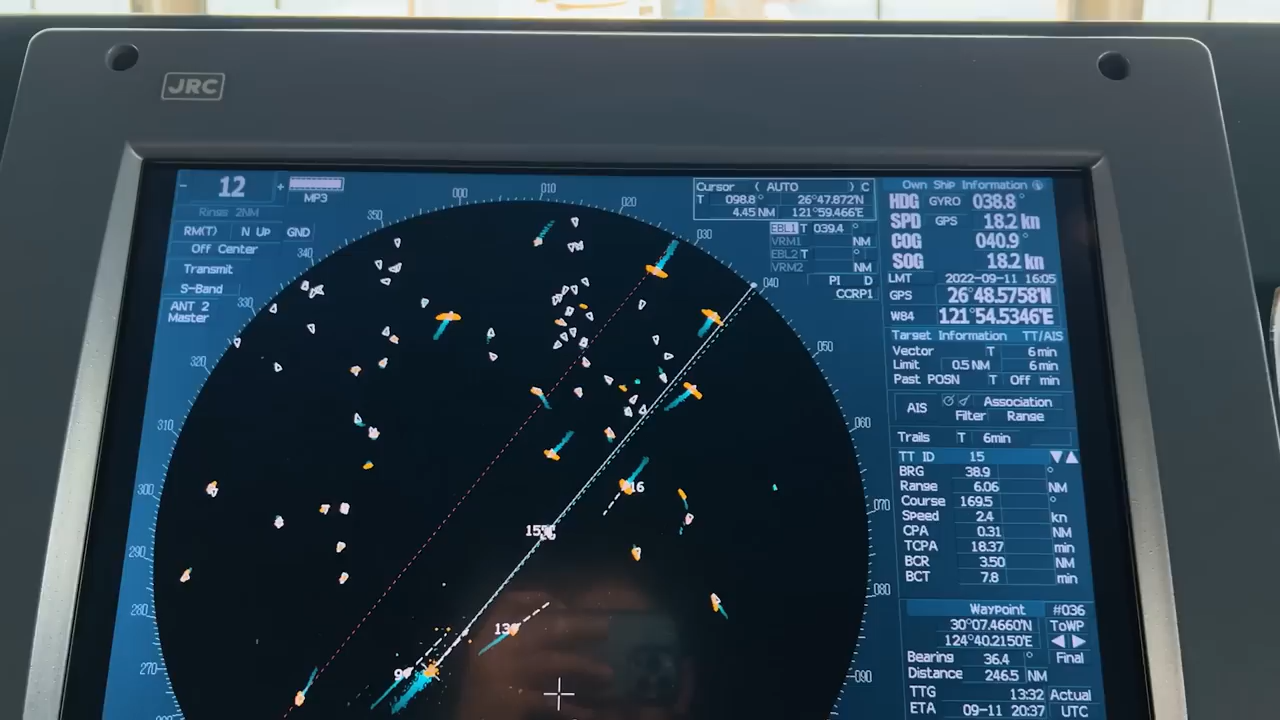 JRC
− 12 +
MP3
Rings 2NM
RM(T) N Up GND
Off Center
Transmit
S-Band
ANT 2
Master
Cursor ( AUTO ) C
T 098.8 ° 26°47.872'N
4.45 NM 121°59.466'E
EBL1 T 039.4 °
VRM1 NM
EBL2 T °
VRM2 NM
PI D
CCRP1
000
010
020
030
040
050
060
070
080
090
350
340
330
320
310
300
290
280
270
16
15
13
9
Own Ship Information
HDG GYRO 038.8 °
SPD GPS 18.2 kn
COG 040.9 °
SOG 18.2 kn
LMT 2022-09-11 16:05
GPS 26°48.5758'N
W84 121°54.5346'E
Target Information TT/AIS
Vector T 6 min
Limit 0.5 NM 6 min
Past POSN T Off min
AIS Association
Filter Range
Trails T 6min
TT ID 15
BRG 38.9 °
Range 6.06 NM
Course 169.5 °
Speed 2.4 kn
CPA 0.31 NM
TCPA 18.37 min
BCR 3.50 NM
BCT 7.8 min
Waypoint #036
30°07.4660'N ToWP
124°40.2150'E
Bearing 36.4 ° Final
Distance 246.5 NM
TTG 13:32 Actual
ETA 09-11 20:37 UTC